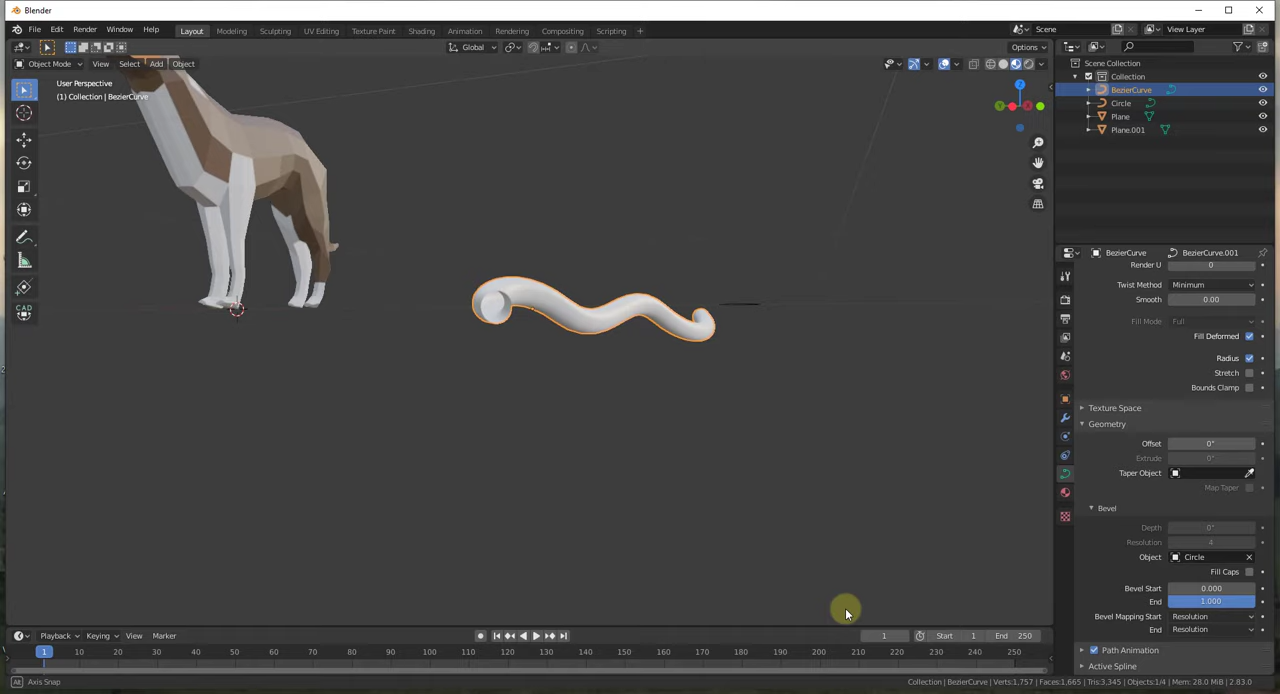 Blender
File Edit Render Window Help Layout Modeling Sculpting UV Editing Texture Paint Shading Animation Rendering Compositing Scripting + Scene View Layer
Global Options
Object Mode View Select Add Object
User Perspective
(1) Collection | BezierCurve
CAD
Z
Scene Collection
Collection
BezierCurve
Circle
Plane
Plane.001
BezierCurve BezierCurve.001
Render U 0
Twist Method Minimum
Smooth 0.00
Fill Mode Full
Fill Deformed
Radius
Stretch
Bounds Clamp
Texture Space
Geometry
Offset 0"
Extrude 0"
Taper Object
Map Taper
Bevel
Depth 0"
Resolution 4
Object Circle
Fill Caps
Bevel Start 0.000
End 1.000
Bevel Mapping Start Resolution
End Resolution
Path Animation
Active Spline
Playback Keying View Marker 1 Start 1 End 250
1 10 20 30 40 50 60 70 80 90 100 110 120 130 140 150 160 170 180 190 200 210 220 230 240 250
Alt Axis Snap Collection | BezierCurve | Verts:1,757 | Faces:1,665 | Tris:3,345 | Objects:1/4 | Mem: 28.0 MiB | 2.83.0